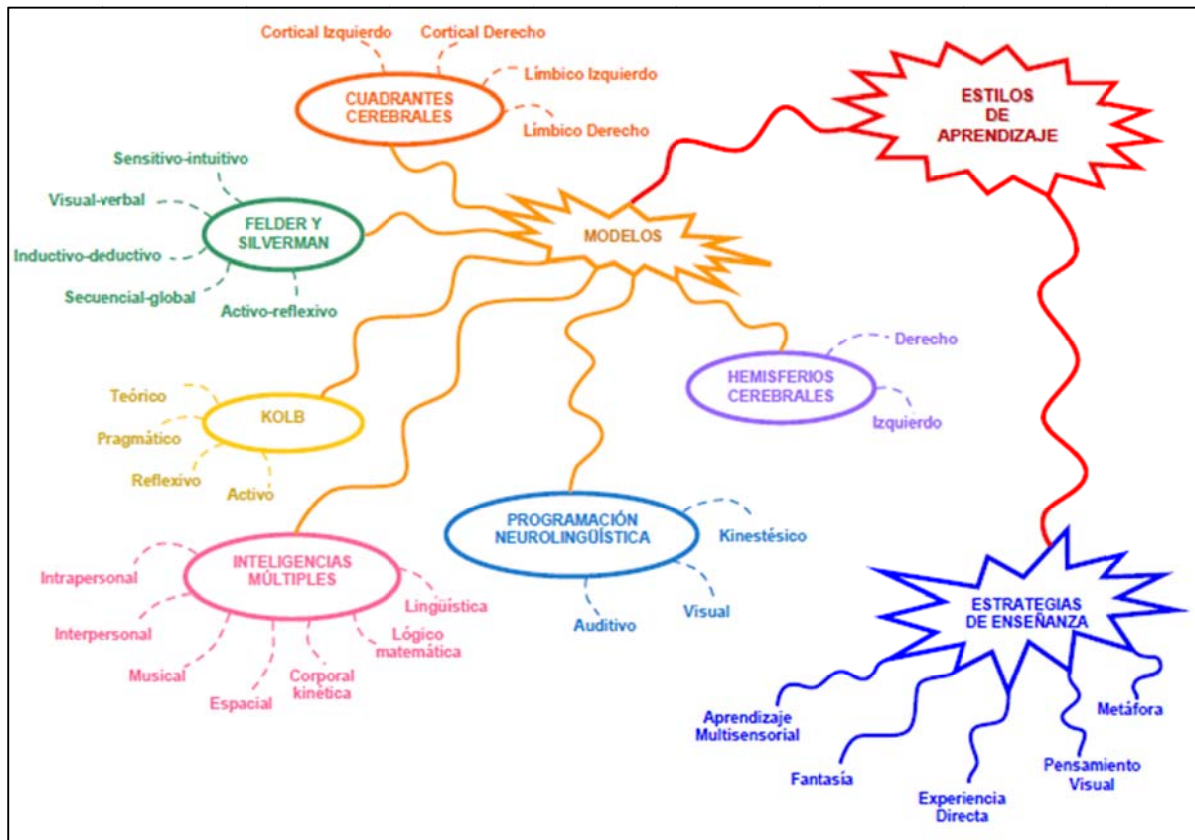 ESTILOS
DE
APRENDIZAJE
MODELOS
CUADRANTES
CEREBRALES
Cortical Izquierdo
Cortical Derecho
Límbico Izquierdo
Límbico Derecho
FELDER Y
SILVERMAN
Sensitivo-intuitivo
Visual-verbal
Inductivo-deductivo
Secuencial-global
Activo-reflexivo
KOLB
Teórico
Pragmático
Reflexivo
Activo
INTELIGENCIAS
MÚLTIPLES
Intrapersonal
Interpersonal
Musical
Espacial
Corporal
kinética
Lógico
matemática
Lingüística
PROGRAMACIÓN
NEUROLINGÜÍSTICA
Kinestésico
Visual
Auditivo
HEMISFERIOS
CEREBRALES
Derecho
Izquierdo
ESTRATEGIAS
DE ENSEÑANZA
Aprendizaje
Multisensorial
Fantasía
Experiencia
Directa
Pensamiento
Visual
Metáfora